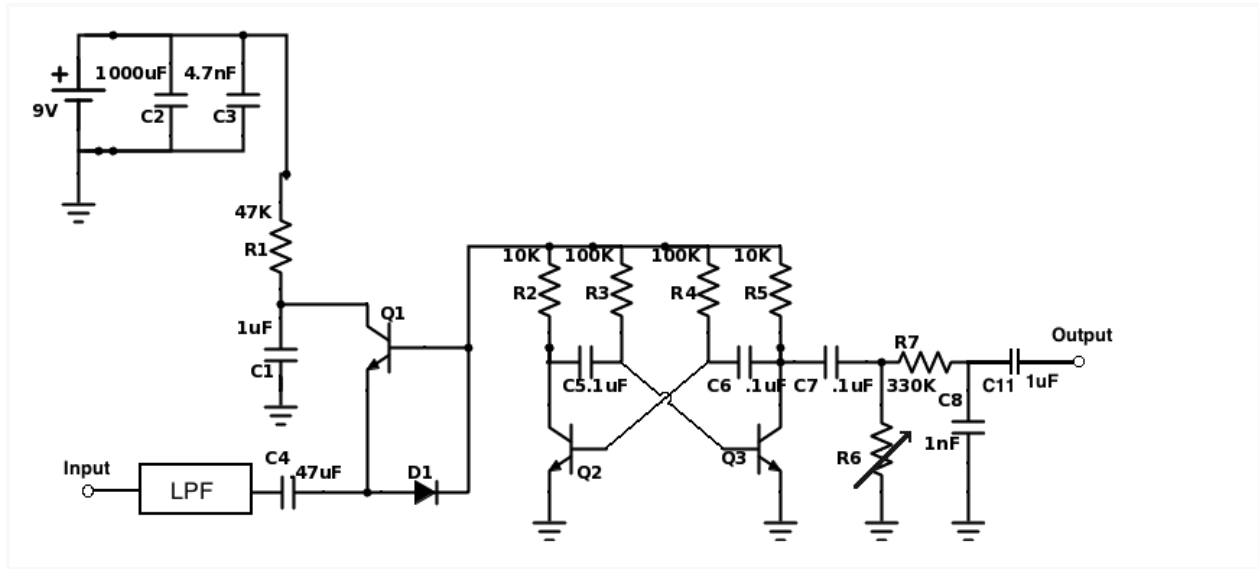 +
1000uF
4.7nF
9V
C2
C3
47K
R1
1uF
C1
Q1
10K
100K
100K
10K
R2
R3
R4
R5
C5
.1uF
C6
.1uF
C7
.1uF
R7
330K
C8
C11
1uF
Output
Q2
Q3
R6
1nF
Input
LPF
C4
.47uF
D1